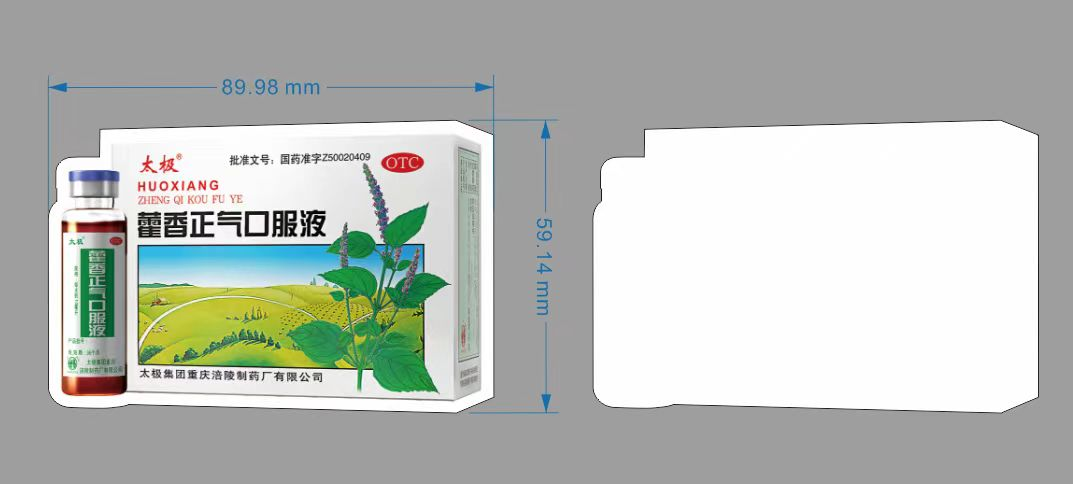 89.98 mm
太极®
批准文号：国药准字Z50020409
OTC
HUOXIANG
ZHENG QI KOU FU YE
藿香正气口服液
太极集团重庆涪陵制药厂有限公司
太极
OTC
藿香正气口服液
59.14 mm